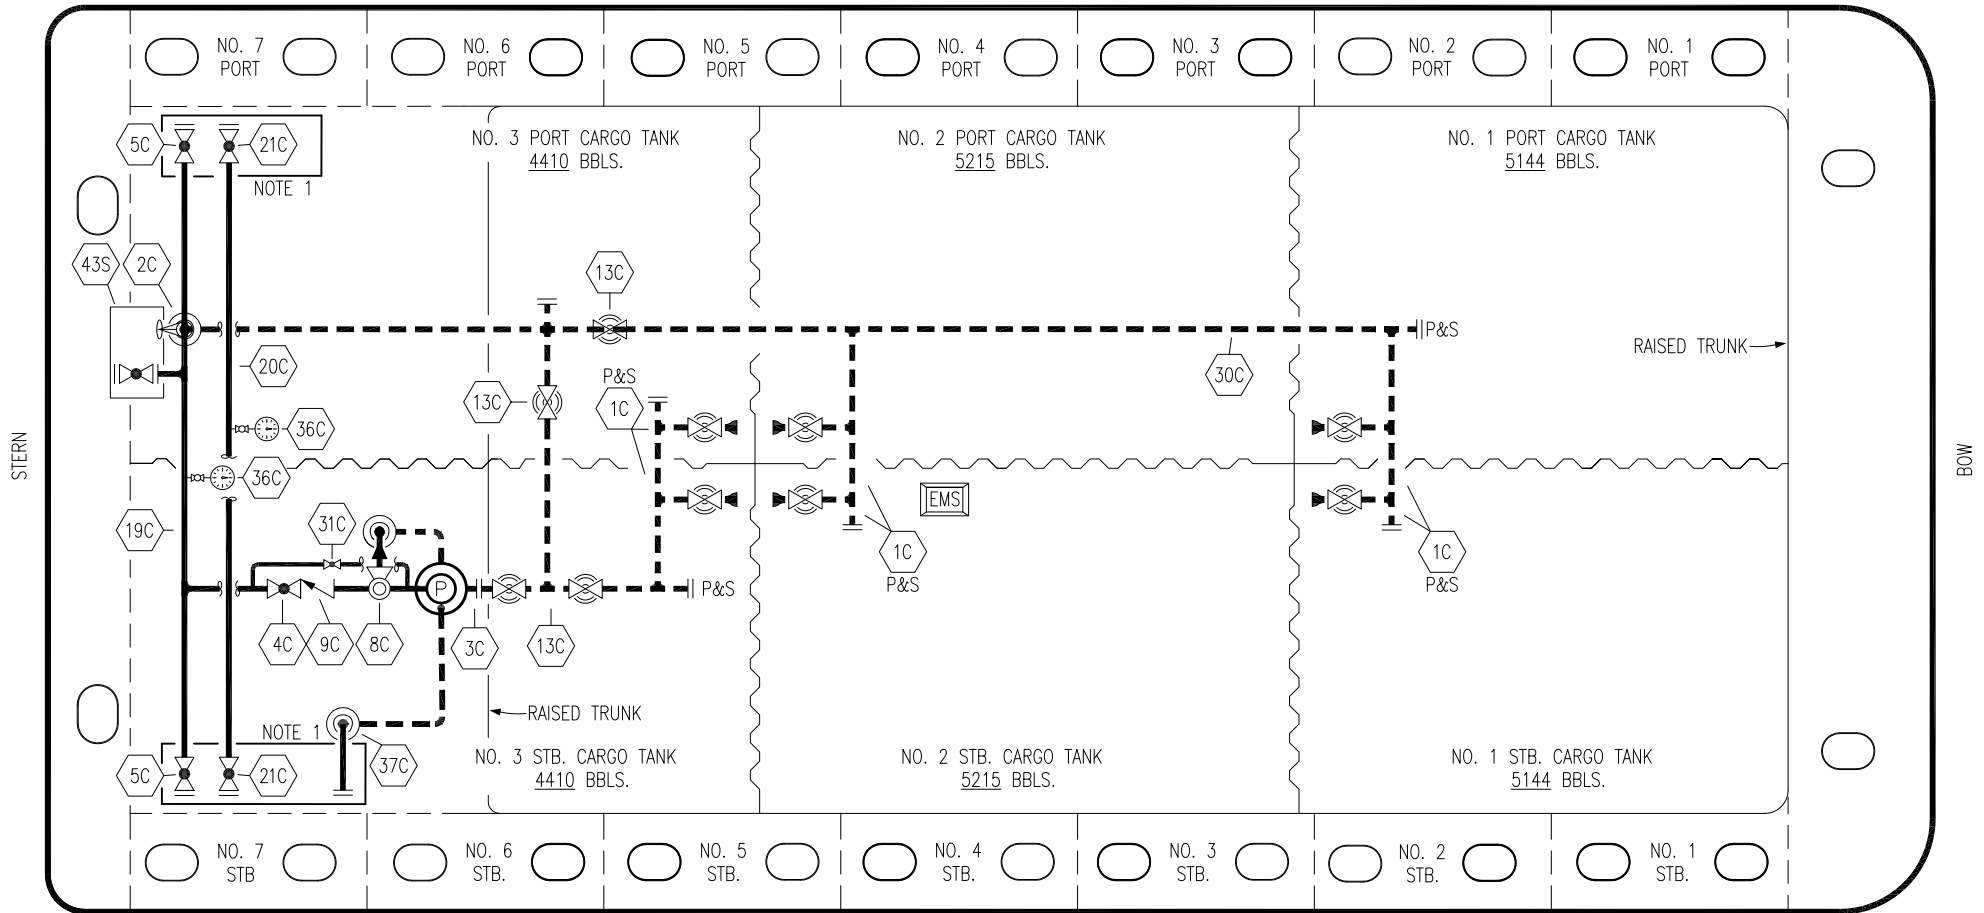 NO. 7
PORT
NO. 6
PORT
NO. 5
PORT
NO. 4
PORT
NO. 3
PORT
NO. 2
PORT
NO. 1
PORT
5C
21C
NOTE 1
NO. 3 PORT CARGO TANK
4410 BBLS.
NO. 2 PORT CARGO TANK
5215 BBLS.
NO. 1 PORT CARGO TANK
5144 BBLS.
43S
2C
13C
P&S
RAISED TRUNK
20C
30C
13C
P&S
1C
36C
STERN
BOW
36C
EMS
19C
31C
1C
P&S
1C
P&S
P
P&S
4C
9C
8C
3C
13C
RAISED TRUNK
NOTE 1
37C
5C
21C
NO. 3 STB. CARGO TANK
4410 BBLS.
NO. 2 STB. CARGO TANK
5215 BBLS.
NO. 1 STB. CARGO TANK
5144 BBLS.
NO. 7
STB
NO. 6
STB.
NO. 5
STB.
NO. 4
STB.
NO. 3
STB.
NO. 2
STB.
NO. 1
STB.